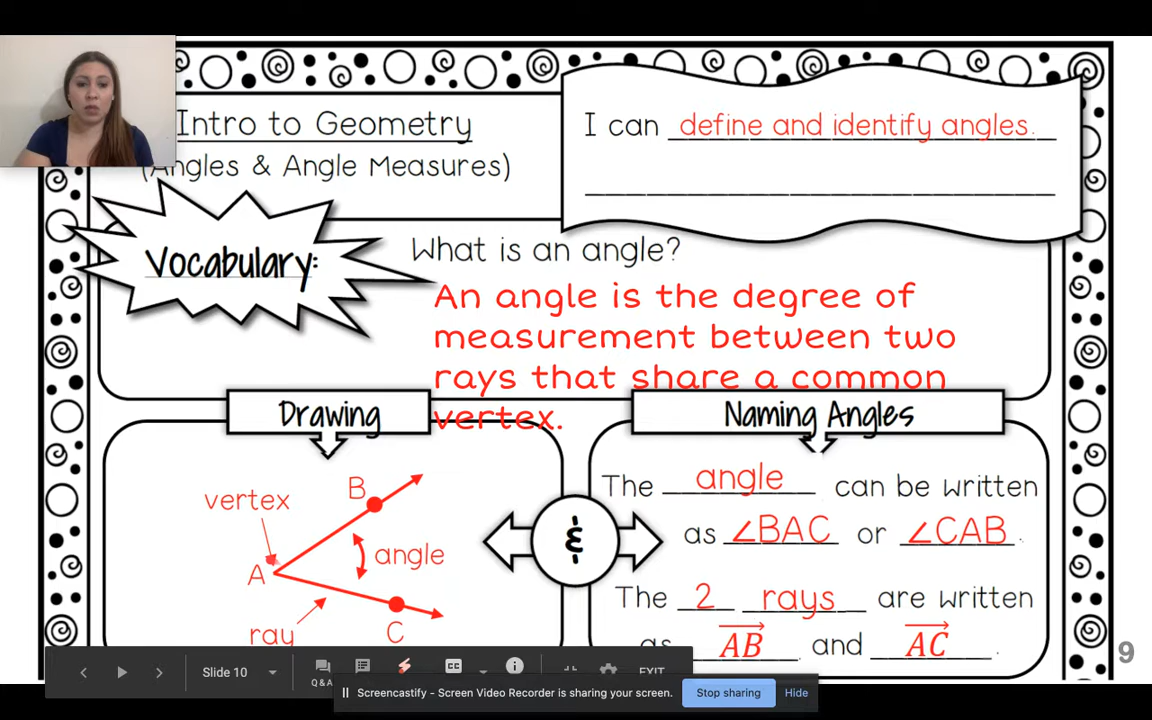 Intro to Geometry
(Angles & Angle Measures)
I can define and identify angles.
Vocabulary:
What is an angle?
An angle is the degree of
measurement between two
rays that share a common
vertex.
Drawing
vertex
B
angle
A
ray
C
&
Naming Angles
The angle can be written
as ∠BAC or ∠CAB.
The 2 rays are written
as AB and AC.
9
Slide 10
Q&A
CC
EXIT
Screencastify - Screen Video Recorder is sharing your screen.
Stop sharing
Hide